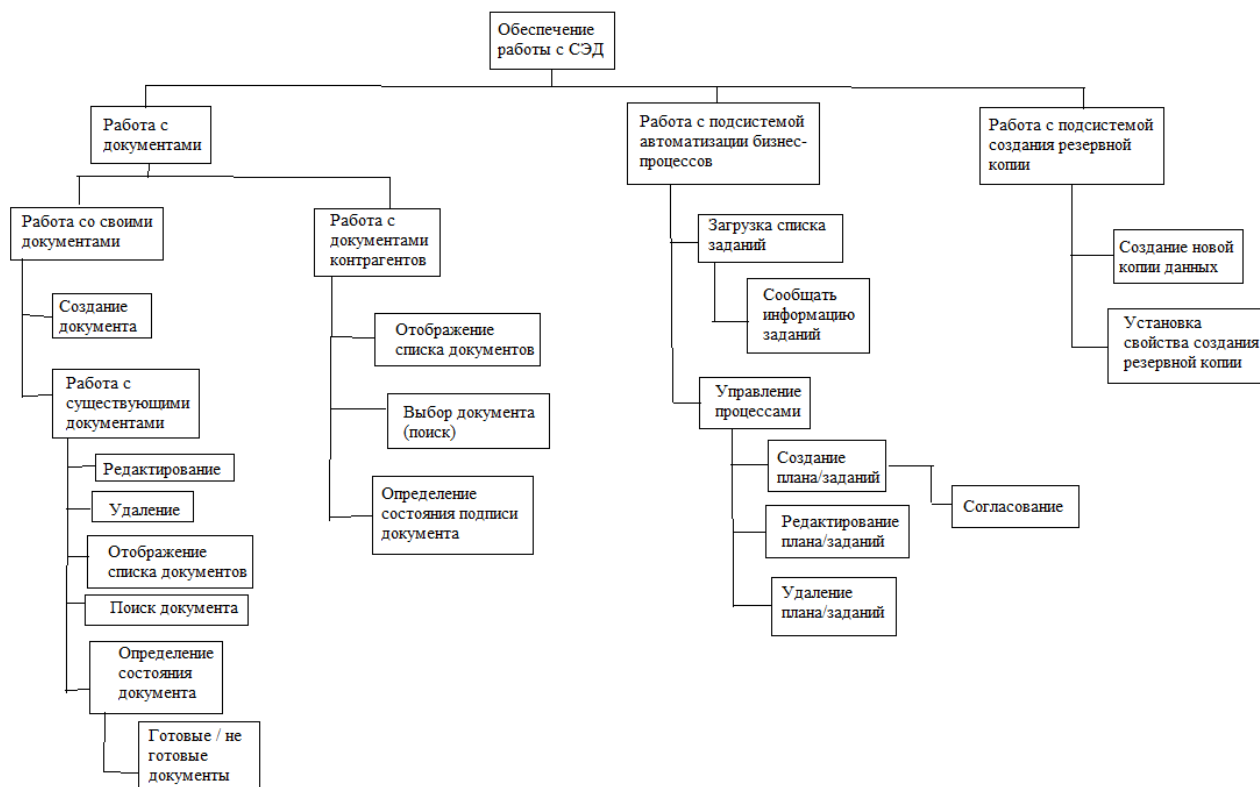 Обеспечение
работы с СЭД
Работа с
документами
Работа с подсистемой
автоматизации бизнес-
процессов
Работа с подсистемой
создания резервной
копии
Работа со своими
документами
Работа с
документами
контрагентов
Загрузка списка
заданий
Создание новой
копии данных
Создание
документа
Отображение
списка документов
Сообщать
информацию
заданий
Установка
свойства создания
резервной копии
Работа с
существующими
документами
Выбор документа
(поиск)
Управление
процессами
Редактирование
Удаление
Отображение
списка документов
Поиск документа
Определение
состояния
документа
Готовые / не
готовые
документы
Определение
состояния подписи
документа
Создание
плана/заданий
Согласование
Редактирование
плана/заданий
Удаление
плана/заданий